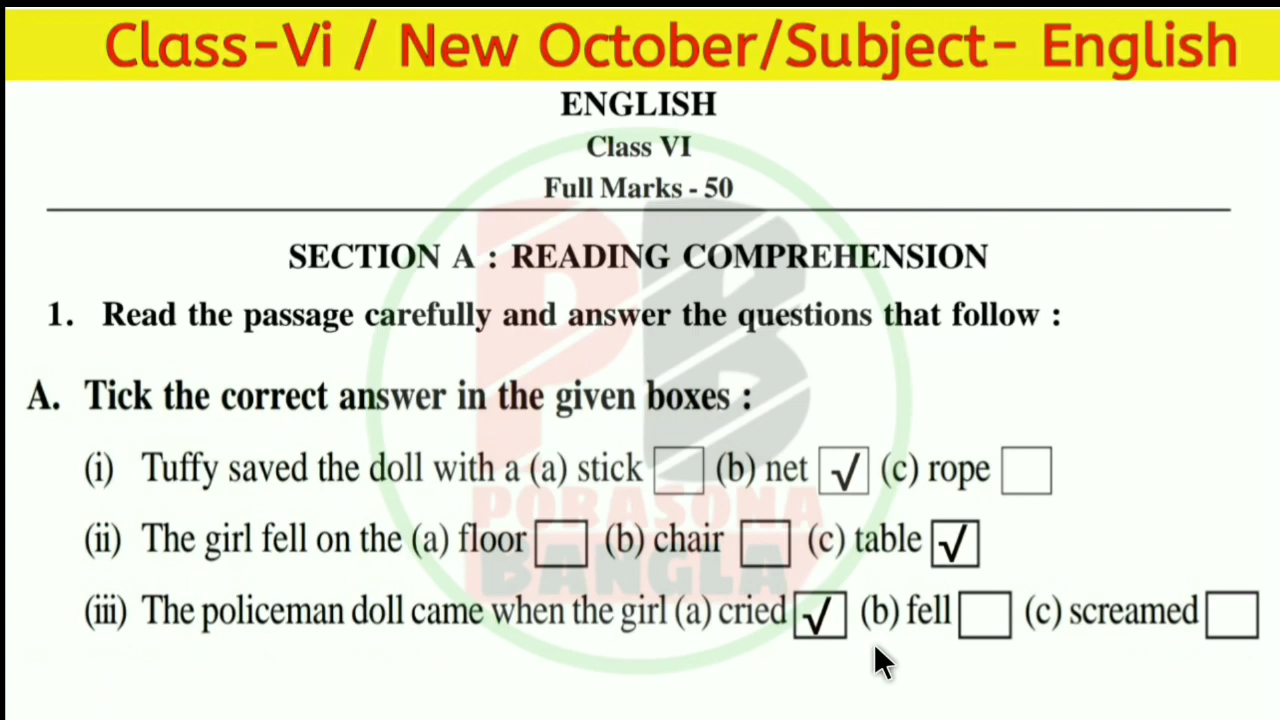 Class-Vi / New October/Subject- English
ENGLISH
Class VI
Full Marks - 50
SECTION A : READING COMPREHENSION
1. Read the passage carefully and answer the questions that follow :
A. Tick the correct answer in the given boxes :
(i) Tuffy saved the doll with a (a) stick □ (b) net √ (c) rope □
(ii) The girl fell on the (a) floor □ (b) chair □ (c) table √
(iii) The policeman doll came when the girl (a) cried √ (b) fell □ (c) screamed □
PB
PORASONA
BANGLA